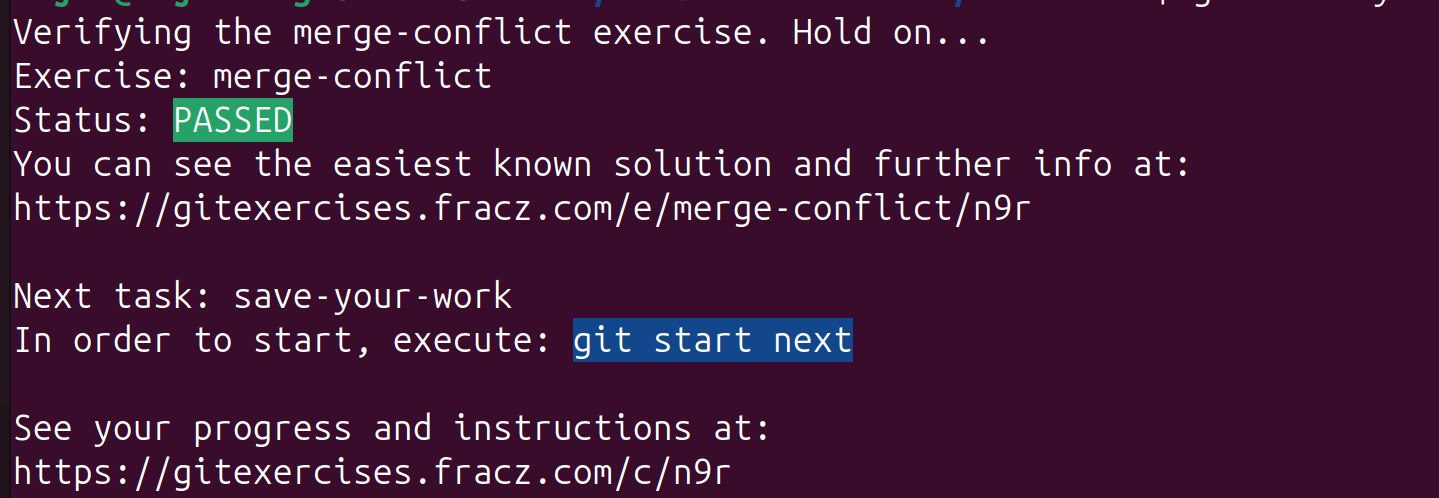 Verifying the merge-conflict exercise. Hold on...
Exercise: merge-conflict
Status: PASSED
You can see the easiest known solution and further info at:
https://gitexercises.fracz.com/e/merge-conflict/n9r
Next task: save-your-work
In order to start, execute: git start next
See your progress and instructions at:
https://gitexercises.fracz.com/c/n9r